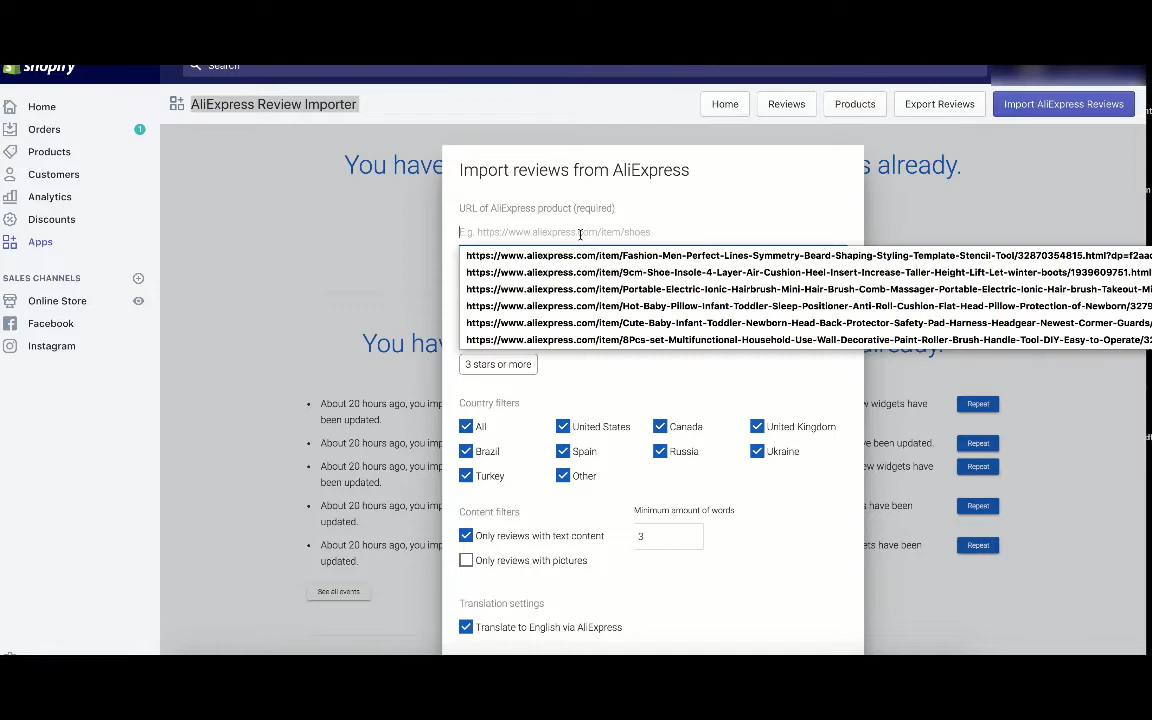 shopify
Search
Home
Orders 1
Products
Customers
Analytics
Discounts
Apps
SALES CHANNELS
Online Store
Facebook
Instagram
AliExpress Review Importer
Home
Reviews
Products
Export Reviews
Import AliExpress Reviews
You have
s already.
Import reviews from AliExpress
URL of AliExpress product (required)
E.g. https://www.aliexpress.com/item/shoes
https://www.aliexpress.com/item/Fashion-Men-Perfect-Lines-Symmetry-Beard-Shaping-Styling-Template-Stencil-Tool/32870354815.html?dp=f2aac
https://www.aliexpress.com/item/9cm-Shoe-Insole-4-Layer-Air-Cushion-Heel-Insert-Increase-Taller-Height-Lift-Let-winter-boots/1939609751.html
https://www.aliexpress.com/item/Portable-Electric-Ionic-Hairbrush-Mini-Hair-Brush-Comb-Massager-Portable-Electric-Ionic-Hair-brush-Takeout-Mi
https://www.aliexpress.com/item/Hot-Baby-Pillow-Infant-Toddler-Sleep-Positioner-Anti-Roll-Cushion-Flat-Head-Pillow-Protection-of-Newborn/3279
https://www.aliexpress.com/item/Cute-Baby-Infant-Toddler-Newborn-Head-Back-Protector-Safety-Pad-Harness-Headgear-Newest-Corner-Guards/
https://www.aliexpress.com/item/8Pcs-set-Multifunctional-Household-Use-Wall-Decorative-Paint-Roller-Brush-Handle-Tool-DIY-Easy-to-Operate/32
You ha
3 stars or more
Country filters
All United States Canada United Kingdom
Brazil Spain Russia Ukraine
Turkey Other
Content filters
Minimum amount of words
Only reviews with text content
3
Only reviews with pictures
Translation settings
Translate to English via AliExpress
About 20 hours ago, you imp
been updated.
About 20 hours ago, you imp
About 20 hours ago, you imp
been updated.
About 20 hours ago, you imp
updated.
About 20 hours ago, you imp
updated.
See all events
w widgets have
Repeat
ve been updated.
Repeat
ew widgets have
Repeat
s have been
Repeat
ts have been
Repeat